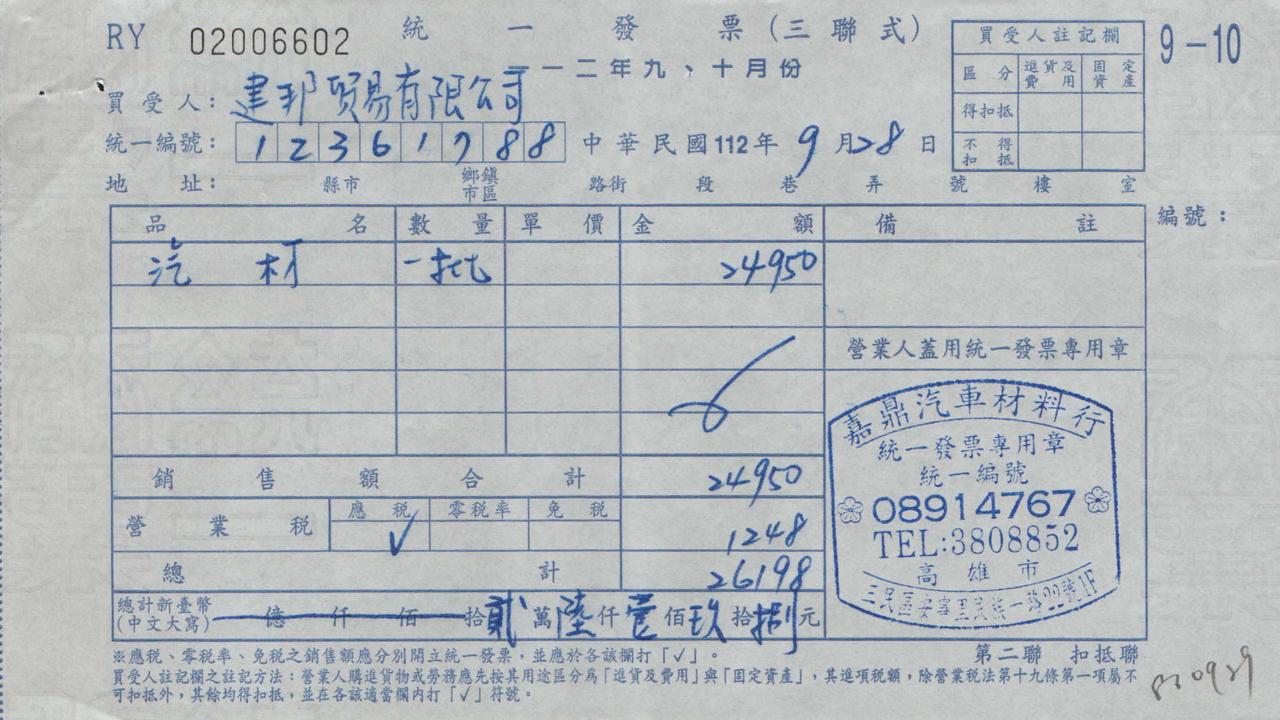 RY 02006602 統一發票(三聯式)
9-10
一一二年九、十月份
買受人註記欄
區分 進貨及費用 固定資產
得扣抵
不得扣抵
買受人:建邦貿易有限公司
統一編號:12361788 中華民國112年9月28日
地址: 縣市 鄉鎮市區 路街 段 巷 弄 號 樓 室
品名 數量 單價 金額 備註
編號:
汽材 一批 24950
營業人蓋用統一發票專用章
銷售額合計 24950
營業稅 應稅 零稅率 免稅
✓ 1248
總計 26198
總計新臺幣(中文大寫) 億仟佰拾貳萬陸仟壹佰玖拾捌元
嘉鼎汽車材料行
統一發票專用章
統一編號
08914767
TEL:3808852
高雄市
三民區安寧里民族一路22號1F
※應稅、零稅率、免稅之銷售額應分別開立統一發票,並應於各該欄打「✓」。
第二聯 扣抵聯
買受人註記欄之註記方法:營業人購進貨物或勞務應先按其用途區分為「進貨及費用」與「固定資產」,其進項稅額,除營業稅法第十九條第一項屬不
可扣抵外,其餘均得扣抵,並在各該適當欄內打「✓」符號。